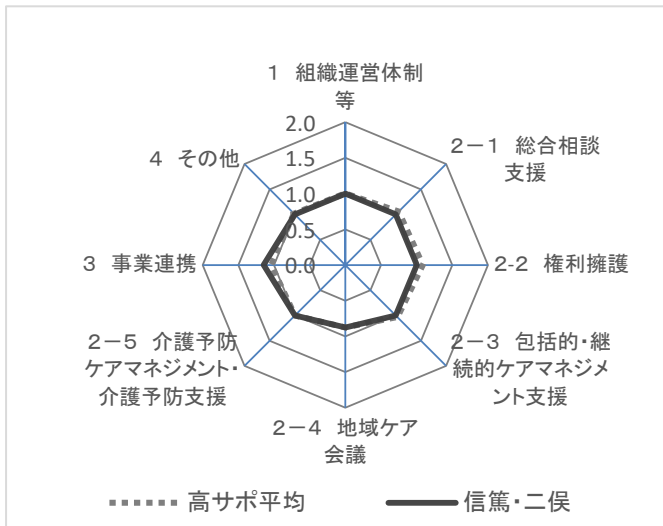 1 組織運営体制
等
2.0
1.5
1.0
0.5
0.0
2－1 総合相談
支援
2-2 権利擁護
2－3 包括的・継
続的ケアマネジメ
ント支援
2－4 地域ケア
会議
2－5 介護予防
ケアマネジメント・
介護予防支援
3 事業連携
4 その他
高サポ平均
信篤・二俣